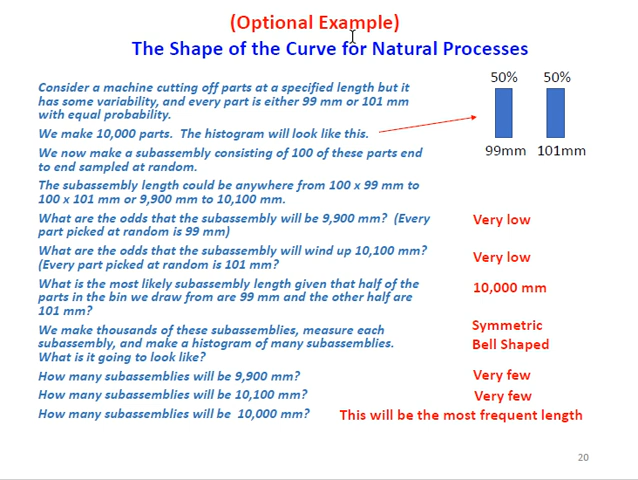 (Optional Example)
The Shape of the Curve for Natural Processes
Consider a machine cutting off parts at a specified length but it
has some variability, and every part is either 99 mm or 101 mm
with equal probability.
We make 10,000 parts.  The histogram will look like this.
50% 50%
99mm 101mm
We now make a subassembly consisting of 100 of these parts end
to end sampled at random.
The subassembly length could be anywhere from 100 x 99 mm to
100 x 101 mm or 9,900 mm to 10,100 mm.
What are the odds that the subassembly will be 9,900 mm?  (Every
part picked at random is 99 mm)
Very low
What are the odds that the subassembly will wind up 10,100 mm?
(Every part picked at random is 101 mm?
Very low
What is the most likely subassembly length given that half of the
parts in the bin we draw from are 99 mm and the other half are
101 mm?
10,000 mm
We make thousands of these subassemblies, measure each
subassembly, and make a histogram of many subassemblies.
What is it going to look like?
Symmetric
Bell Shaped
How many subassemblies will be 9,900 mm?
Very few
How many subassemblies will be 10,100 mm?
Very few
How many subassemblies will be  10,000 mm?
This will be the most frequent length
20